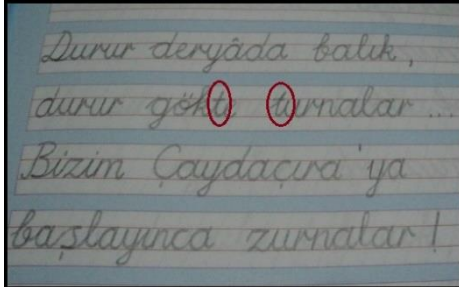 Durur deryâda balık,
durur gökte turnalar...
Bizim Çaydaçıra'ya
başlayınca zurnalar!